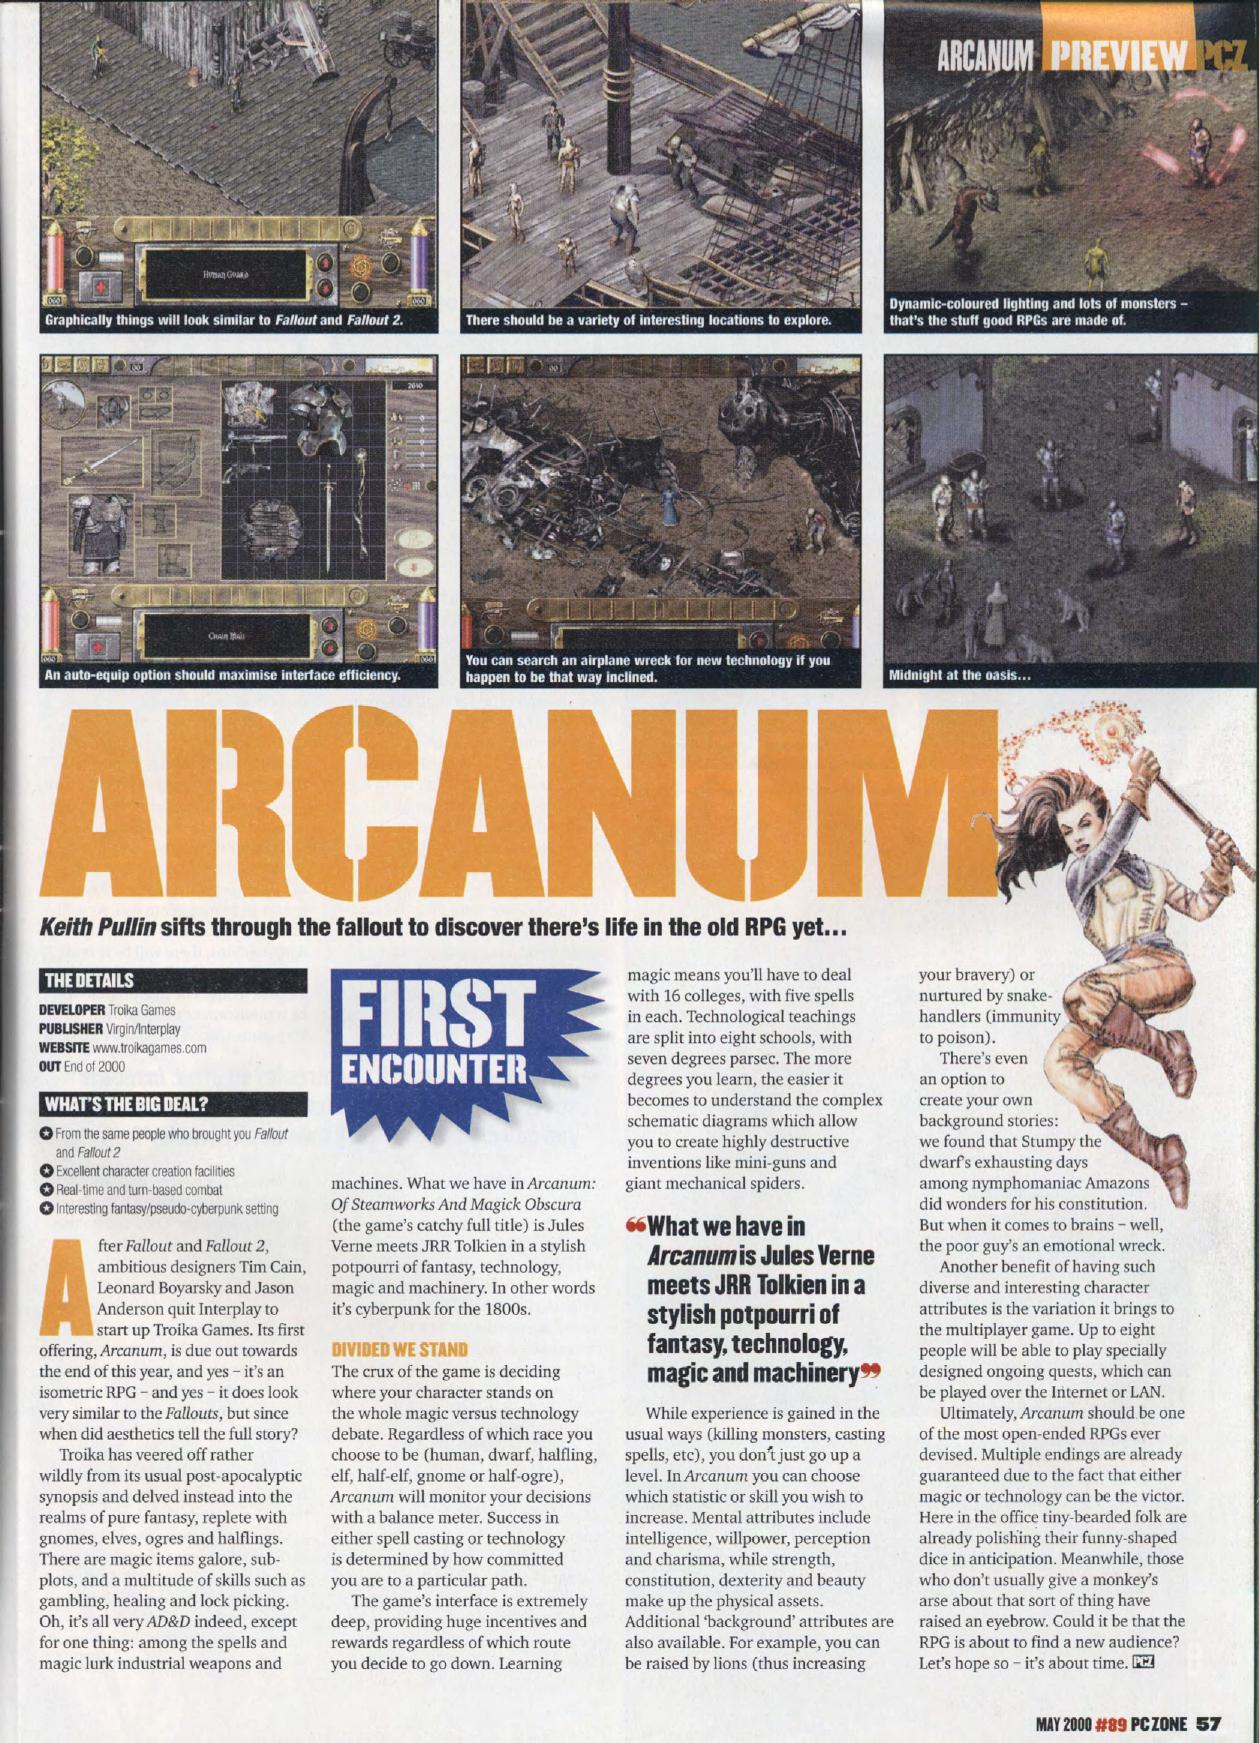 ARCANUM PREVIEW PCZ
Human Guard
Graphically things will look similar to Fallout and Fallout 2.
There should be a variety of interesting locations to explore.
Dynamic-coloured lighting and lots of monsters –
that's the stuff good RPGs are made of.
Chain Mail
An auto-equip option should maximise interface efficiency.
You can search an airplane wreck for new technology if you
happen to be that way inclined.
Midnight at the oasis...
ARCANUM
Keith Pullin sifts through the fallout to discover there's life in the old RPG yet...
THE DETAILS
DEVELOPER Troika Games
PUBLISHER Virgin/Interplay
WEBSITE www.troikagames.com
OUT End of 2000
WHAT'S THE BIG DEAL?
From the same people who brought you Fallout
and Fallout 2
Excellent character creation facilities
Real-time and turn-based combat
Interesting fantasy/pseudo-cyberpunk setting
After Fallout and Fallout 2,
ambitious designers Tim Cain,
Leonard Boyarsky and Jason
Anderson quit Interplay to
start up Troika Games. Its first
offering, Arcanum, is due out towards
the end of this year, and yes – it's an
isometric RPG – and yes – it does look
very similar to the Fallouts, but since
when did aesthetics tell the full story?
Troika has veered off rather
wildly from its usual post-apocalyptic
synopsis and delved instead into the
realms of pure fantasy, replete with
gnomes, elves, ogres and halflings.
There are magic items galore, sub-
plots, and a multitude of skills such as
gambling, healing and lock picking.
Oh, it's all very AD&D indeed, except
for one thing: among the spells and
magic lurk industrial weapons and
FIRST
ENCOUNTER
machines. What we have in Arcanum:
Of Steamworks And Magick Obscura
(the game's catchy full title) is Jules
Verne meets JRR Tolkien in a stylish
potpourri of fantasy, technology,
magic and machinery. In other words
it's cyberpunk for the 1800s.
DIVIDED WE STAND
The crux of the game is deciding
where your character stands on
the whole magic versus technology
debate. Regardless of which race you
choose to be (human, dwarf, halfling,
elf, half-elf, gnome or half-ogre),
Arcanum will monitor your decisions
with a balance meter. Success in
either spell casting or technology
is determined by how committed
you are to a particular path.
The game's interface is extremely
deep, providing huge incentives and
rewards regardless of which route
you decide to go down. Learning
magic means you'll have to deal
with 16 colleges, with five spells
in each. Technological teachings
are split into eight schools, with
seven degrees parsec. The more
degrees you learn, the easier it
becomes to understand the complex
schematic diagrams which allow
you to create highly destructive
inventions like mini-guns and
giant mechanical spiders.
“What we have in
Arcanum is Jules Verne
meets JRR Tolkien in a
stylish potpourri of
fantasy, technology,
magic and machinery”
While experience is gained in the
usual ways (killing monsters, casting
spells, etc), you don't just go up a
level. In Arcanum you can choose
which statistic or skill you wish to
increase. Mental attributes include
intelligence, willpower, perception
and charisma, while strength,
constitution, dexterity and beauty
make up the physical assets.
Additional 'background' attributes are
also available. For example, you can
be raised by lions (thus increasing
your bravery) or
nurtured by snake-
handlers (immunity
to poison).
There's even
an option to
create your own
background stories:
we found that Stumpy the
dwarf's exhausting days
among nymphomaniac Amazons
did wonders for his constitution.
But when it comes to brains – well,
the poor guy's an emotional wreck.
Another benefit of having such
diverse and interesting character
attributes is the variation it brings to
the multiplayer game. Up to eight
people will be able to play specially
designed ongoing quests, which can
be played over the Internet or LAN.
Ultimately, Arcanum should be one
of the most open-ended RPGs ever
devised. Multiple endings are already
guaranteed due to the fact that either
magic or technology can be the victor.
Here in the office tiny-bearded folk are
already polishing their funny-shaped
dice in anticipation. Meanwhile, those
who don't usually give a monkey's
arse about that sort of thing have
raised an eyebrow. Could it be that the
RPG is about to find a new audience?
Let's hope so – it's about time. PCZ
MAY 2000 #89 PC ZONE 57